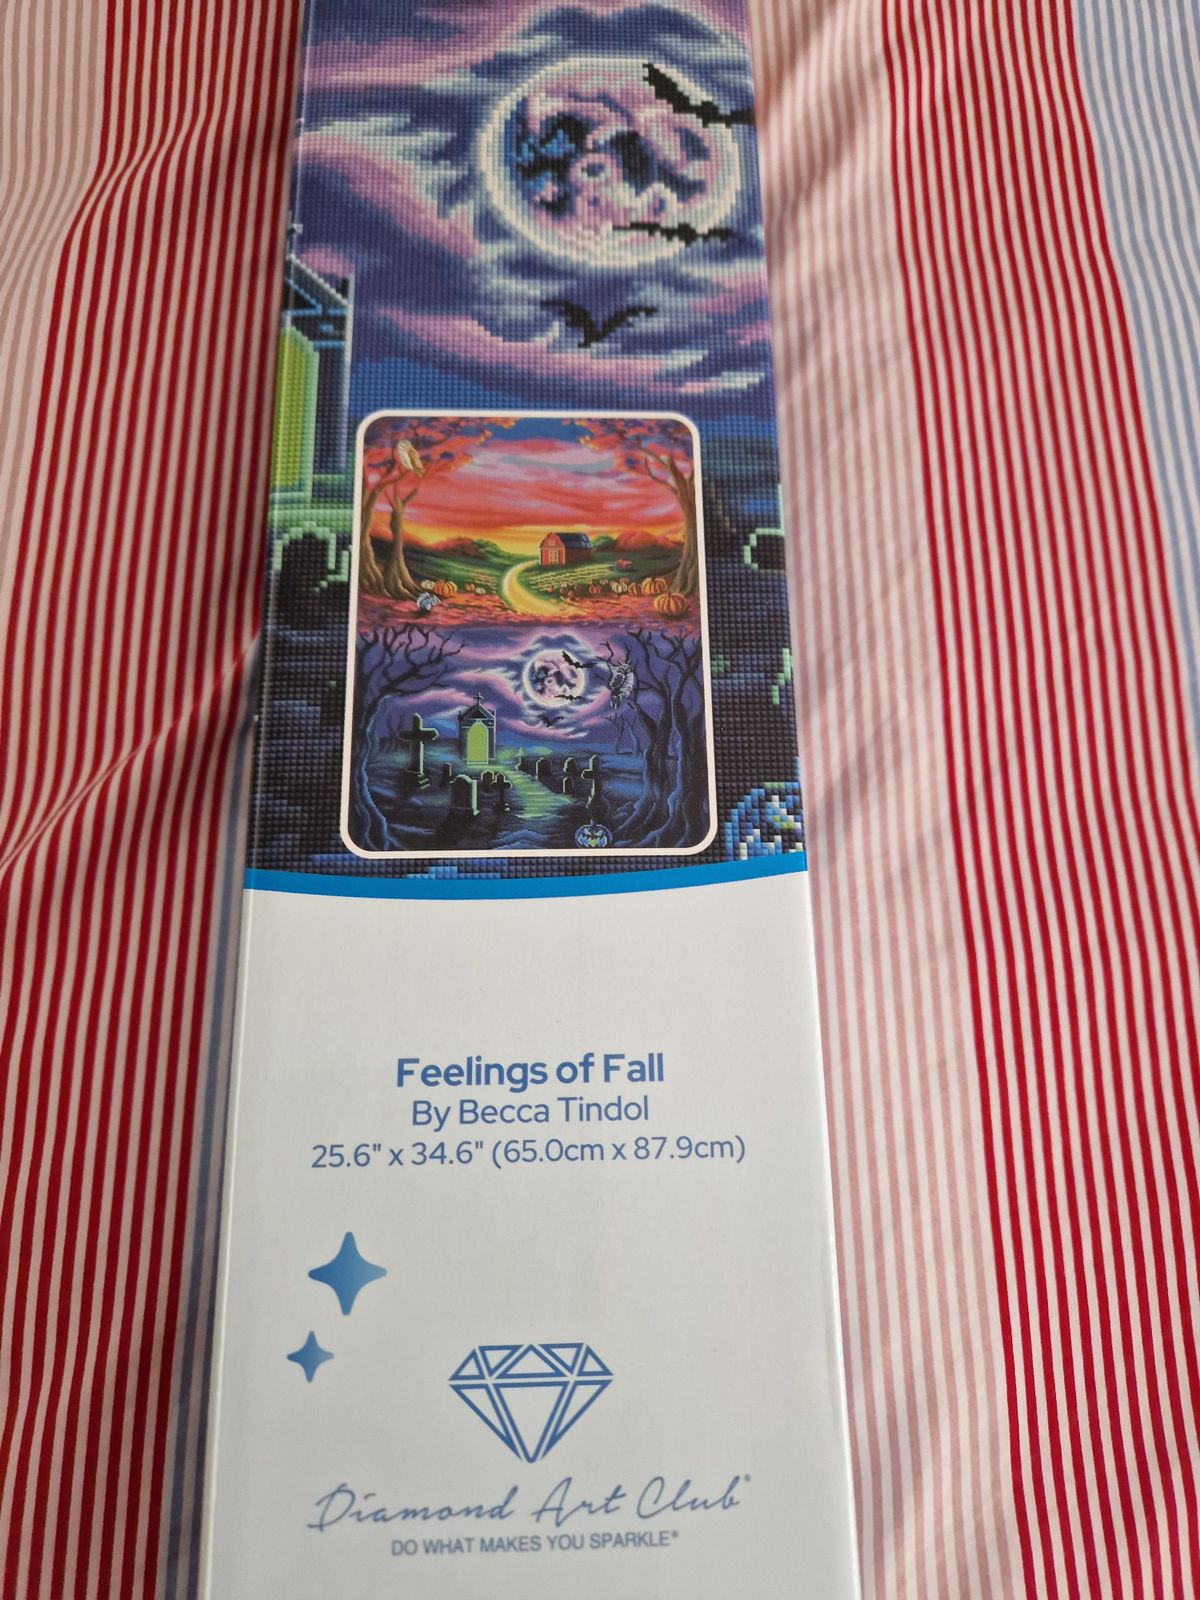 Feelings of Fall
By Becca Tindol
25.6" x 34.6" (65.0cm x 87.9cm)
Diamond Art Club®
DO WHAT MAKES YOU SPARKLE®